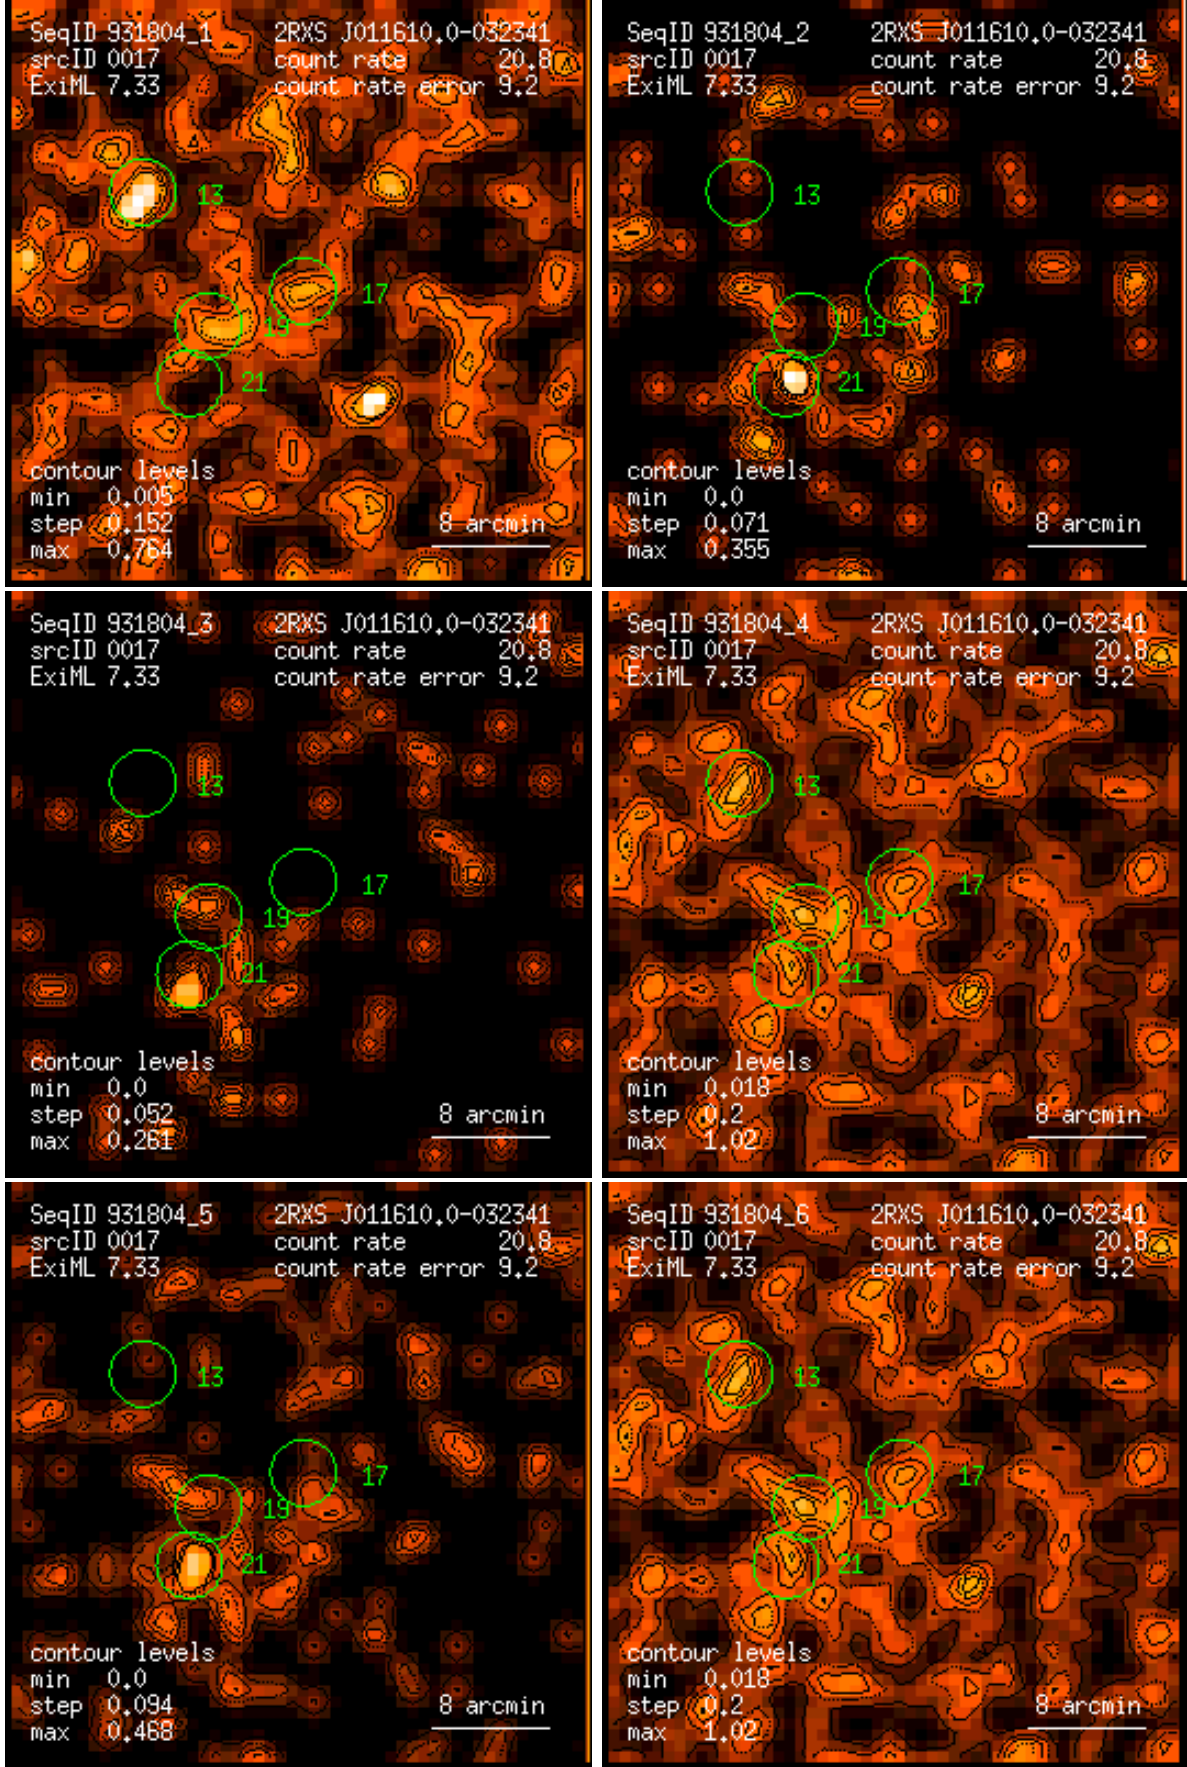 SeqID 931804_1 2RXS J011610.0-032341
srcID 0017 count rate 20.8
ExiML 7.33 count rate error 9.2
13
17
19
21
contour levels
min 0.005
step 0.152
max 0.764
8 arcmin
SeqID 931804_2 2RXS J011610.0-032341
srcID 0017 count rate 20.8
ExiML 7.33 count rate error 9.2
13
17
19
21
contour levels
min 0.0
step 0.071
max 0.355
8 arcmin
SeqID 931804_3 2RXS J011610.0-032341
srcID 0017 count rate 20.8
ExiML 7.33 count rate error 9.2
13
17
19
21
contour levels
min 0.0
step 0.052
max 0.261
8 arcmin
SeqID 931804_4 2RXS J011610.0-032341
srcID 0017 count rate 20.8
ExiML 7.33 count rate error 9.2
13
17
19
21
contour levels
min 0.018
step 0.2
max 1.02
8 arcmin
SeqID 931804_5 2RXS J011610.0-032341
srcID 0017 count rate 20.8
ExiML 7.33 count rate error 9.2
13
17
19
21
contour levels
min 0.0
step 0.094
max 0.468
8 arcmin
SeqID 931804_6 2RXS J011610.0-032341
srcID 0017 count rate 20.8
ExiML 7.33 count rate error 9.2
13
17
19
21
contour levels
min 0.018
step 0.2
max 1.02
8 arcmin